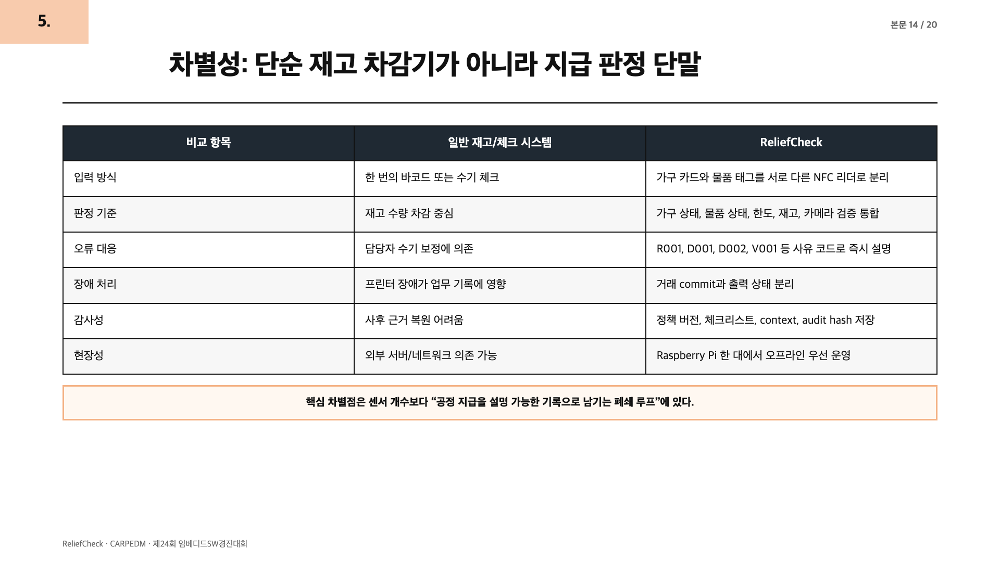 5.
본문 14 / 20
차별성: 단순 재고 차감기가 아니라 지급 판정 단말
비교 항목
일반 재고/체크 시스템
ReliefCheck
입력 방식
한 번의 바코드 또는 수기 체크
가구 카드와 물품 태그를 서로 다른 NFC 리더로 분리
판정 기준
재고 수량 차감 중심
가구 상태, 물품 상태, 한도, 재고, 카메라 검증 통합
오류 대응
담당자 수기 보정에 의존
R001, D001, D002, V001 등 사유 코드로 즉시 설명
장애 처리
프린터 장애가 업무 기록에 영향
거래 commit과 출력 상태 분리
감사성
사후 근거 복원 어려움
정책 버전, 체크리스트, context, audit hash 저장
현장성
외부 서버/네트워크 의존 가능
Raspberry Pi 한 대에서 오프라인 우선 운영
핵심 차별점은 센서 개수보다 “공정 지급을 설명 가능한 기록으로 남기는 폐쇄 루프”에 있다.
ReliefCheck · CARPEDM · 제24회 임베디드SW경진대회